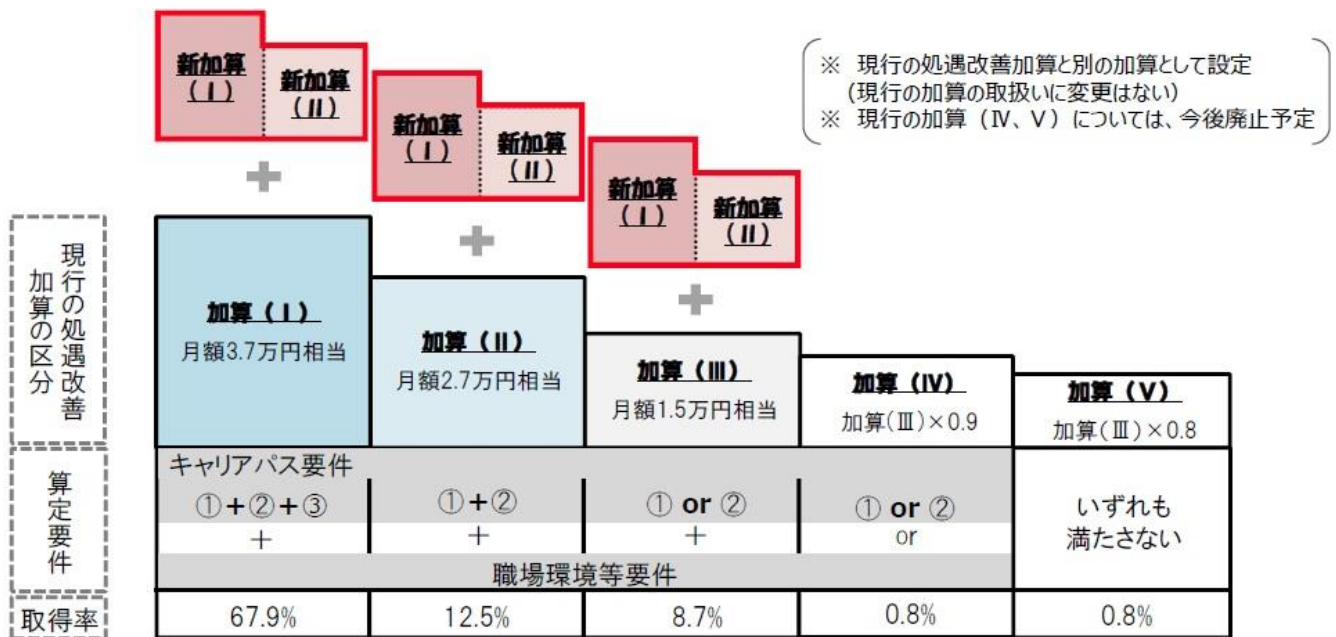 新加算
(Ⅰ)
新加算
(Ⅱ)
新加算
(Ⅰ)
新加算
(Ⅱ)
新加算
(Ⅰ)
新加算
(Ⅱ)
※ 現行の処遇改善加算と別の加算として設定
(現行の加算の取扱いに変更はない)
※ 現行の加算(Ⅳ、Ⅴ)については、今後廃止予定
+
+
+
現行の処遇改善
加算の区分
加算(Ⅰ)
月額3.7万円相当
加算(Ⅱ)
月額2.7万円相当
加算(Ⅲ)
月額1.5万円相当
加算(Ⅳ)
加算(Ⅲ)×0.9
加算(Ⅴ)
加算(Ⅲ)×0.8
算定要件
キャリアパス要件
①+②+③
①+②
① or ②
① or ②
+
+
+
or
職場環境等要件
いずれも
満たさない
取得率
67.9%
12.5%
8.7%
0.8%
0.8%